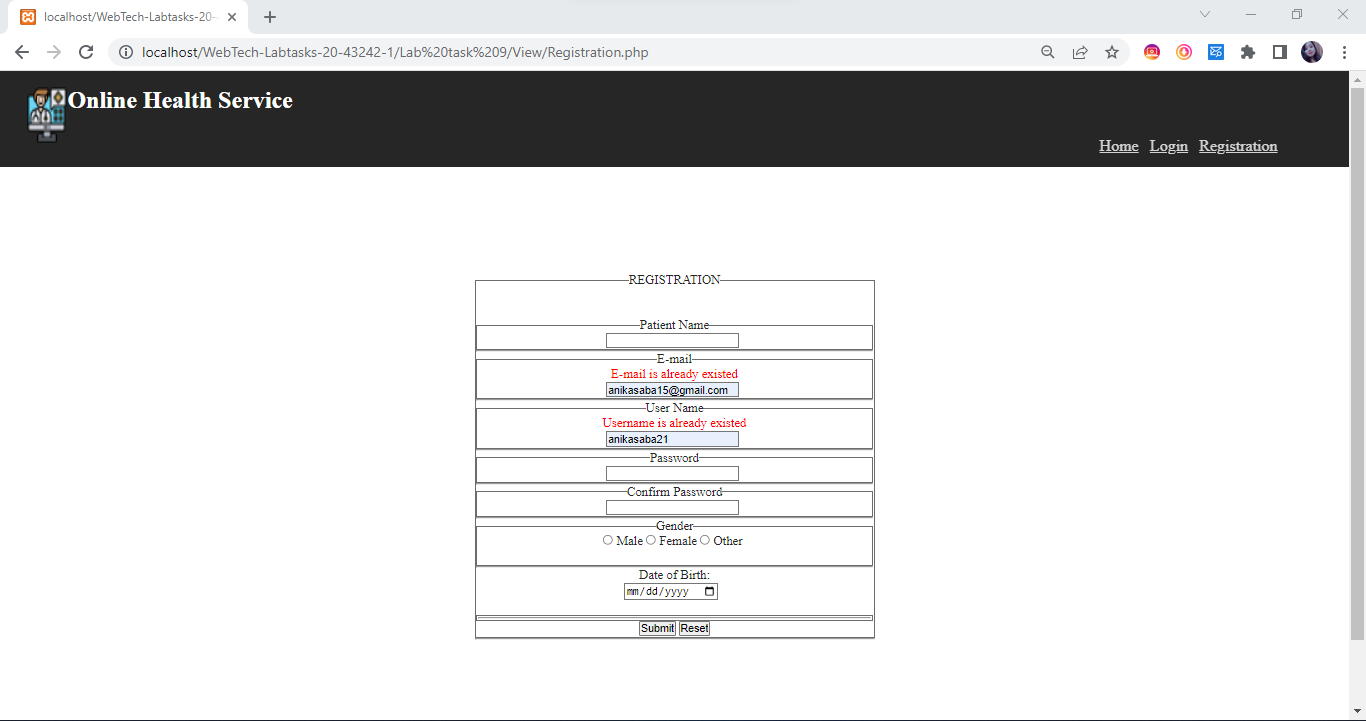 localhost/WebTech-Labtasks-20-
localhost/WebTech-Labtasks-20-43242-1/Lab%20task%209/View/Registration.php
Online Health Service
Home Login Registration
REGISTRATION
Patient Name
E-mail
E-mail is already existed
anikasaba15@gmail.com
User Name
Username is already existed
anikasaba21
Password
Confirm Password
Gender
Male Female Other
Date of Birth:
mm/dd/yyyy
Submit Reset